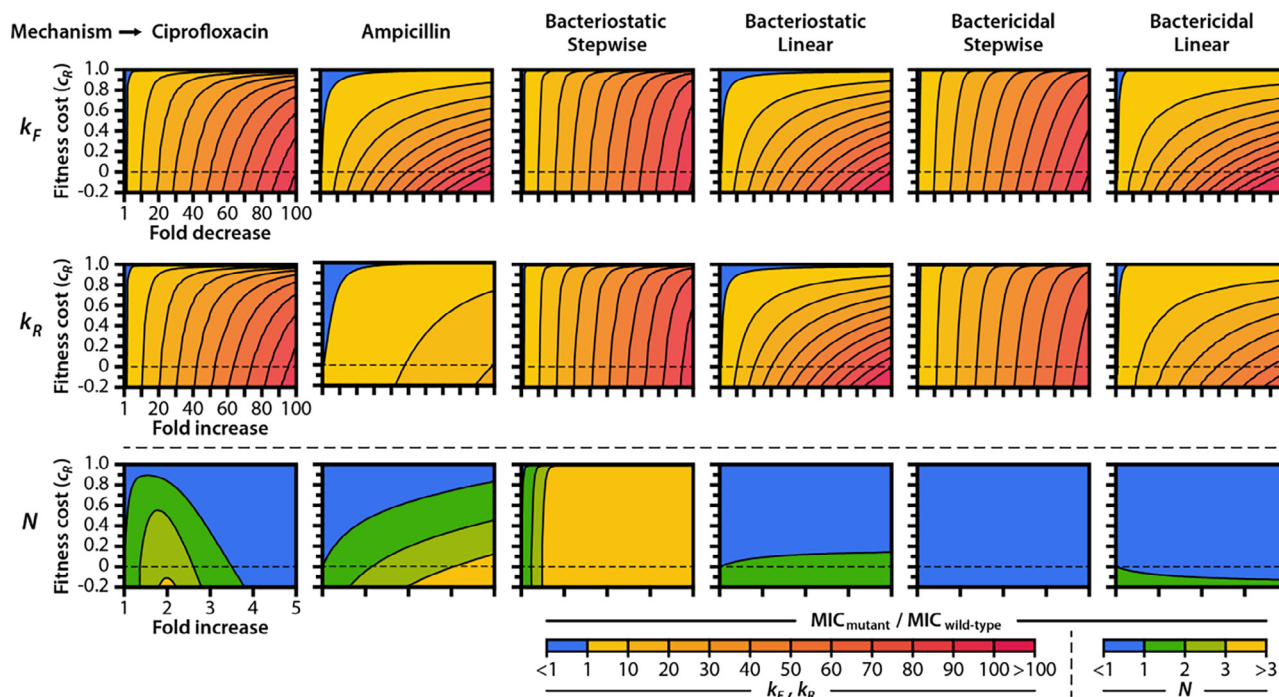 Mechanism → Ciprofloxacin Ampicillin Bacteriostatic Stepwise Bacteriostatic Linear Bactericidal Stepwise Bactericidal Linear
k_F
Fitness cost (c_R)
1.0
0.8
0.6
0.4
0.2
0
-0.2
1 20 40 60 80 100
Fold decrease
k_R
Fitness cost (c_R)
1.0
0.8
0.6
0.4
0.2
0
-0.2
1 20 40 60 80 100
Fold increase
N
Fitness cost (c_R)
1.0
0.8
0.6
0.4
0.2
0
-0.2
1 2 3 4 5
Fold increase
MIC mutant / MIC wild-type
<1 1 10 20 30 40 50 60 70 80 90 100 >100
k_F, k_R
<1 1 2 3 >3
N